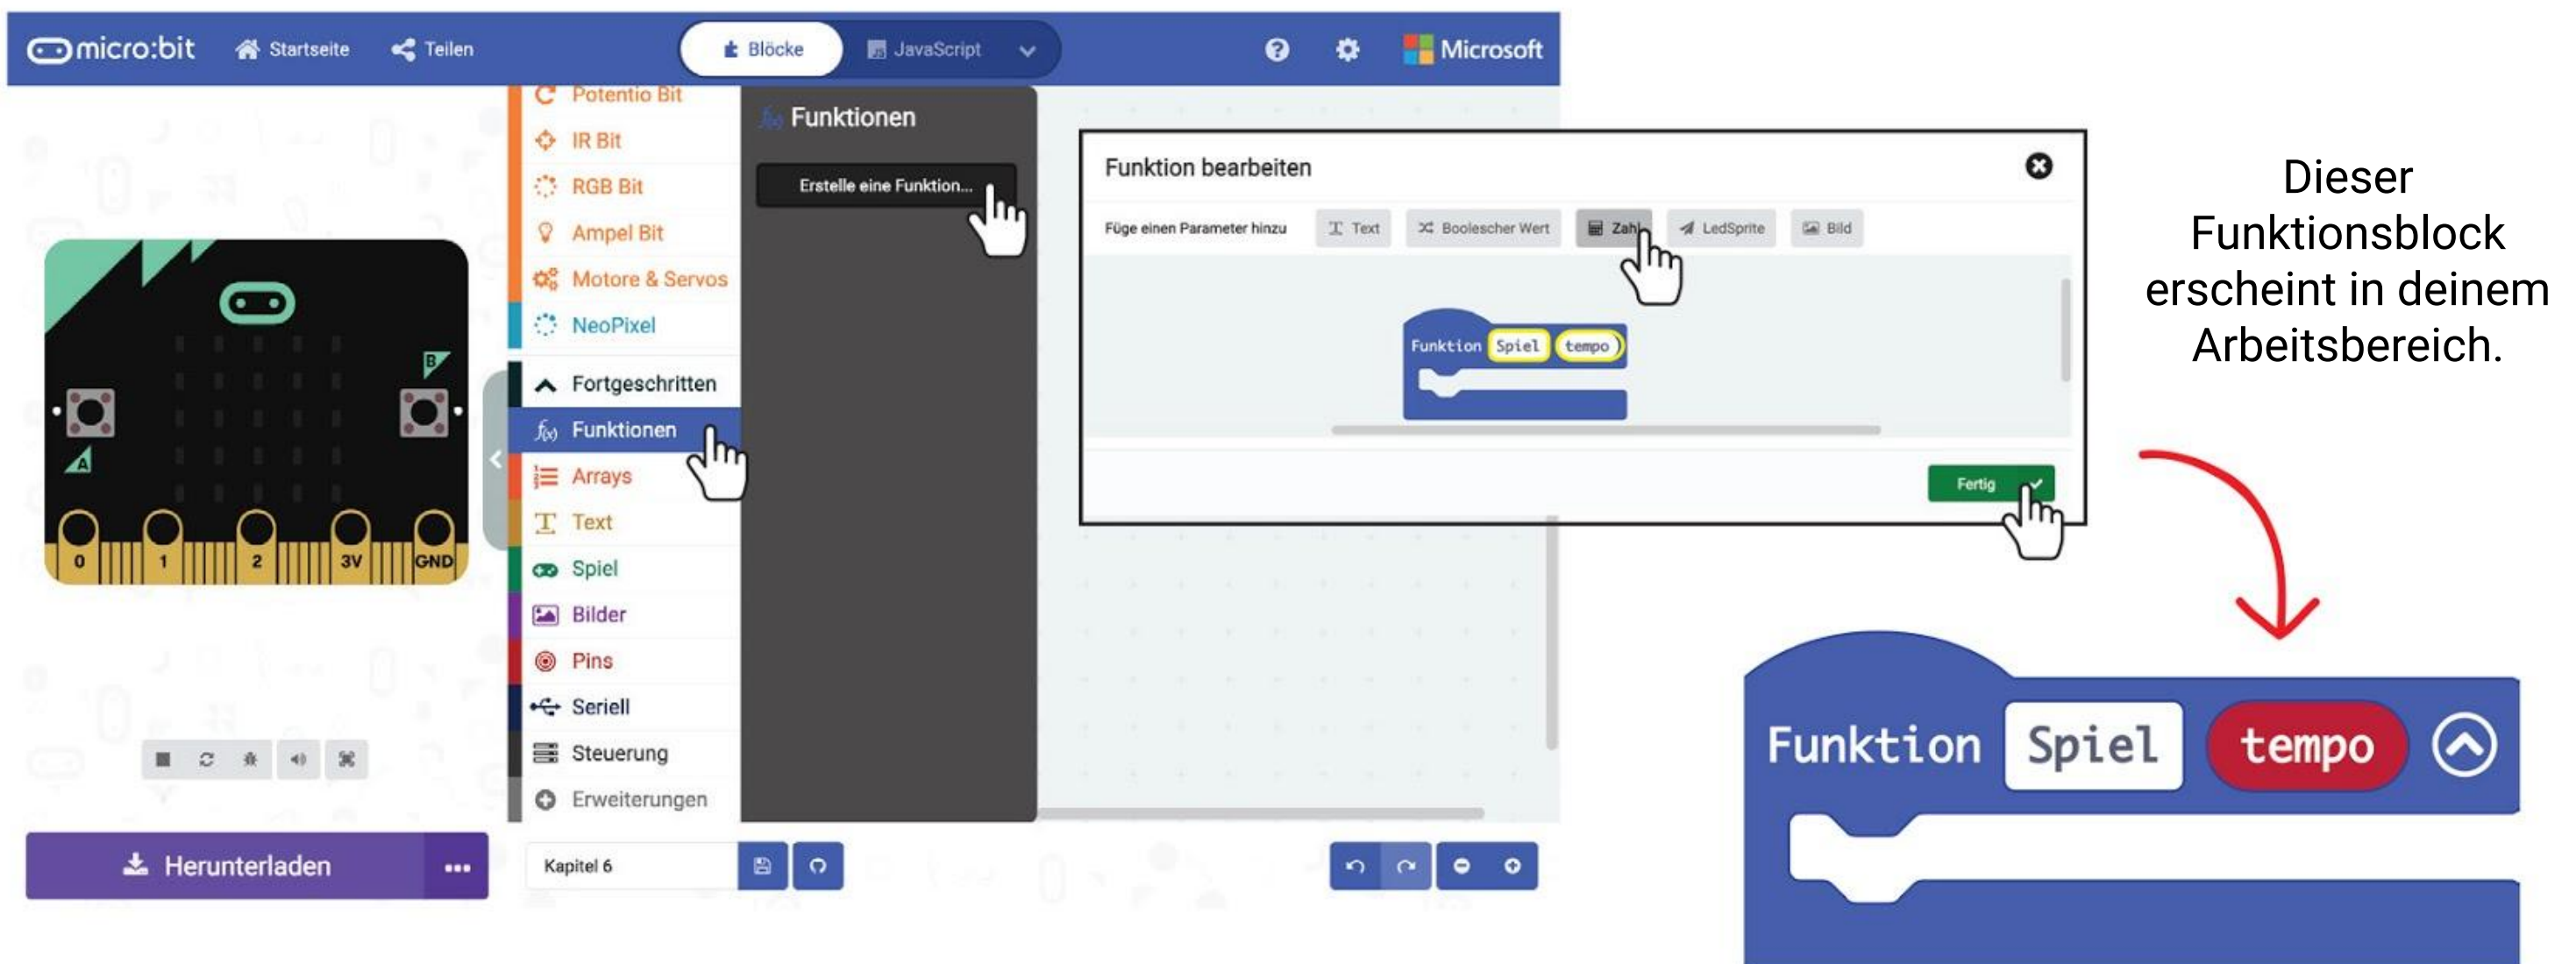 micro:bit
Startseite
Teilen
Blöcke
JavaScript
Microsoft
Potentio Bit
IR Bit
RGB Bit
Ampel Bit
Motore & Servos
NeoPixel
Fortgeschritten
Funktionen
Arrays
Text
Spiel
Bilder
Pins
Seriell
Steuerung
Erweiterungen
Funktionen
Erstelle eine Funktion...
B
A
0 1 2 3V GND
Herunterladen
Kapitel 6
Funktion bearbeiten
Füge einen Parameter hinzu
Text
Boolescher Wert
Zahl
LedSprite
Bild
Funktion Spiel tempo
Fertig
Dieser
Funktionsblock
erscheint in deinem
Arbeitsbereich.
Funktion Spiel tempo